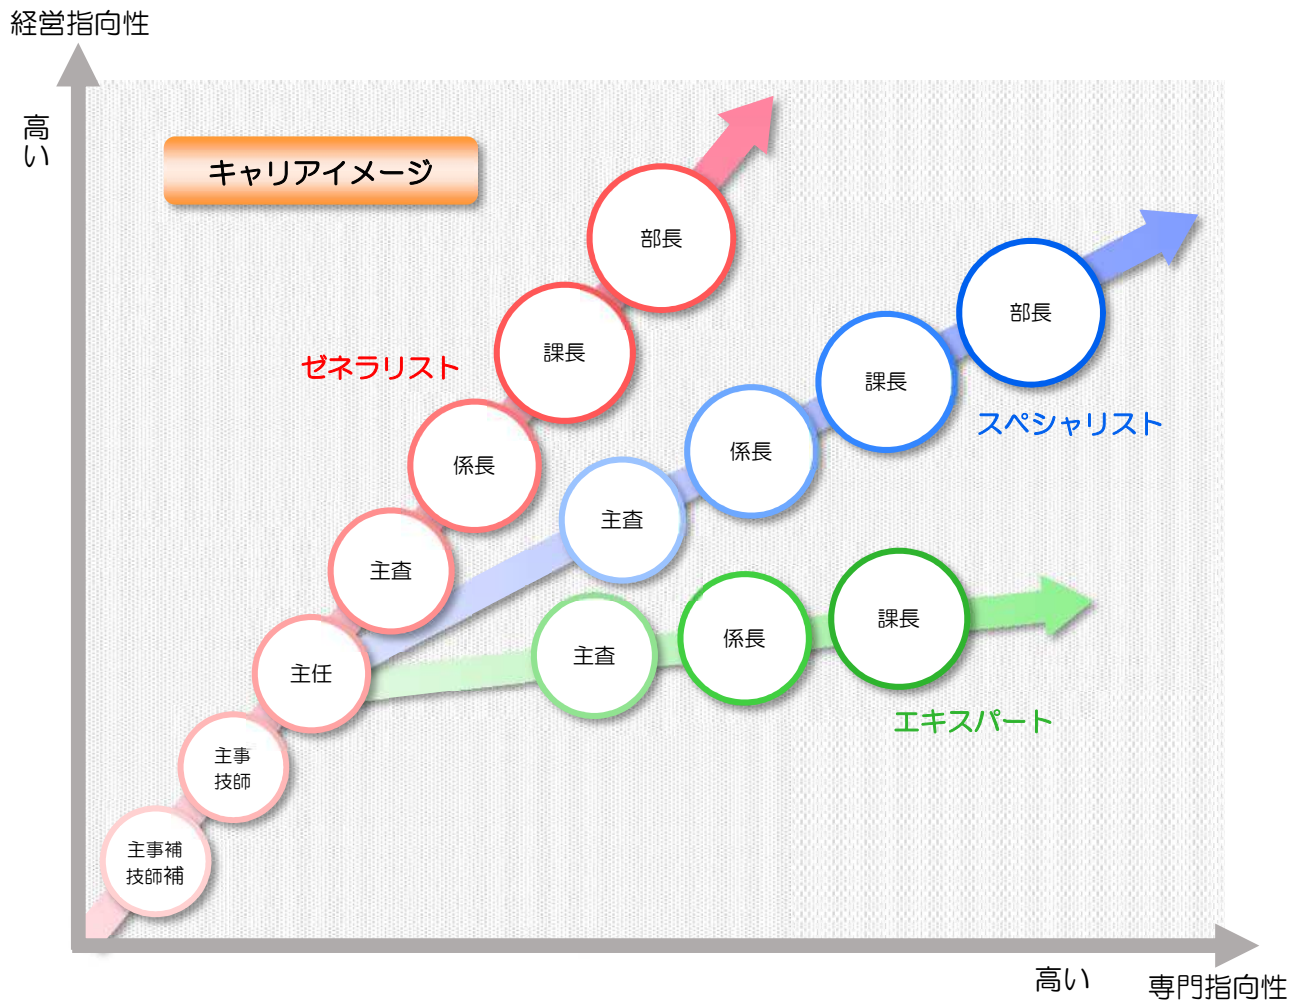 経営指向性
高い
キャリアイメージ
部長
課長
ゼネラリスト
係長
主査
主任
主事
技師
主事補
技師補
部長
課長
スペシャリスト
係長
主査
課長
係長
主査
エキスパート
高い
専門指向性